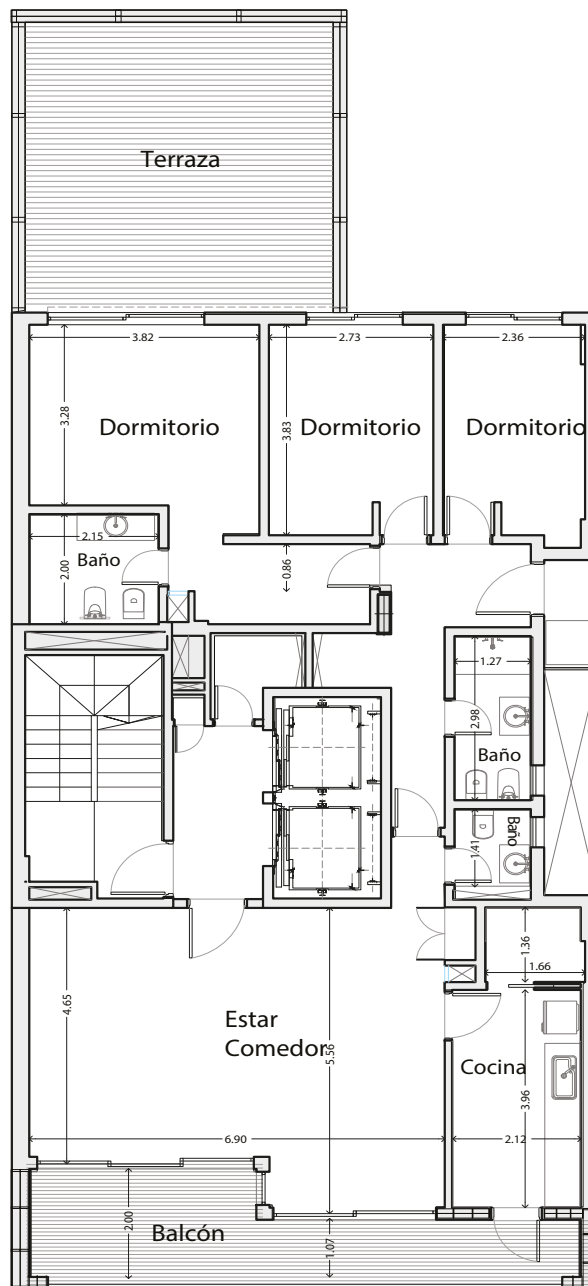 Terraza
3.82
2.73
2.36
3.28
Dormitorio
3.83
Dormitorio
Dormitorio
2.15
Baño
2.00
0.86
1.27
2.98
Baño
Baño
1.41
1.36
1.66
4.65
Estar
Comedor
5.56
Cocina
3.96
6.90
2.12
2.00
Balcón
1.07